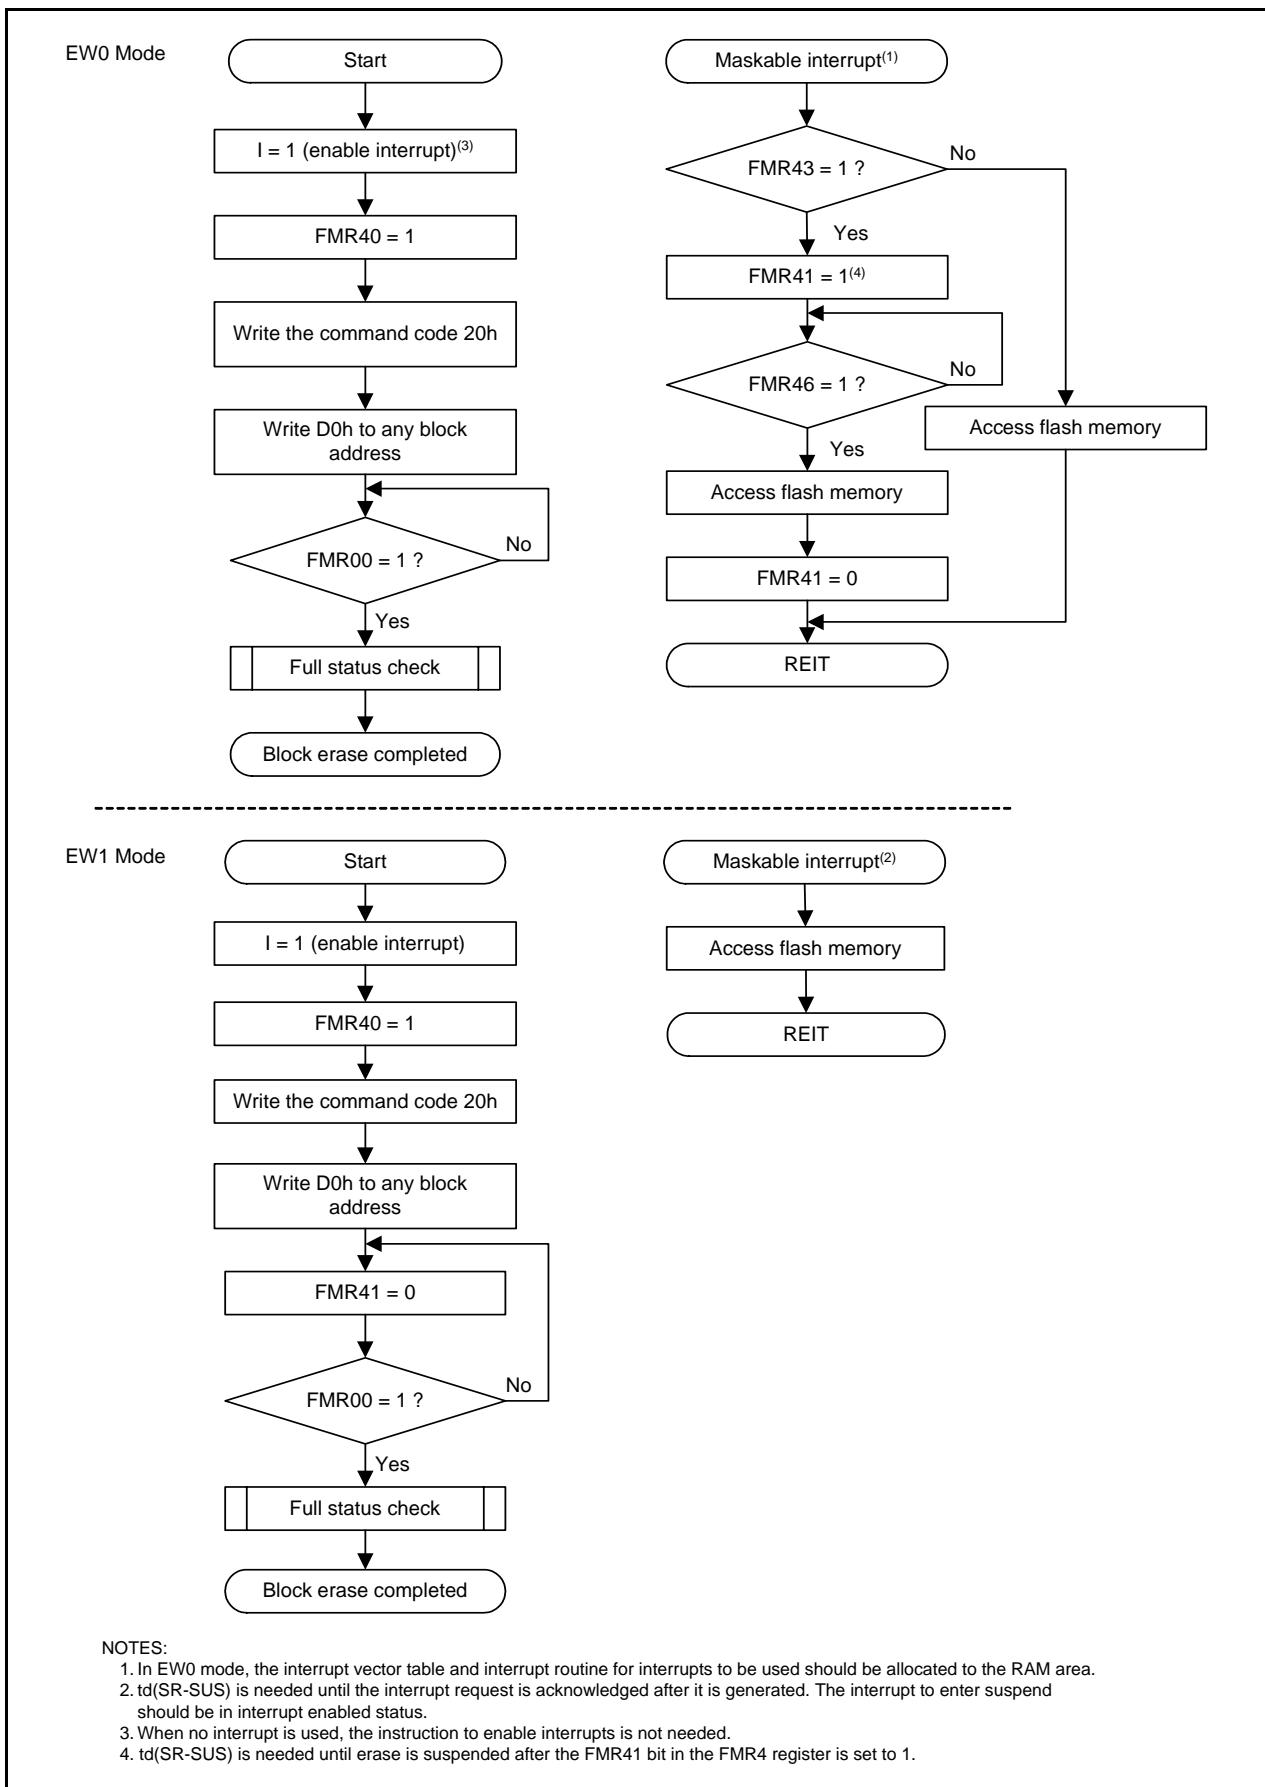 EW0 Mode
Start
I = 1 (enable interrupt)(3)
FMR40 = 1
Write the command code 20h
Write D0h to any block
address
FMR00 = 1 ?
No
Yes
Full status check
Block erase completed
Maskable interrupt(1)
FMR43 = 1 ?
No
Yes
FMR41 = 1(4)
FMR46 = 1 ?
No
Yes
Access flash memory
Access flash memory
FMR41 = 0
REIT
EW1 Mode
Start
I = 1 (enable interrupt)
FMR40 = 1
Write the command code 20h
Write D0h to any block
address
FMR41 = 0
FMR00 = 1 ?
No
Yes
Full status check
Block erase completed
Maskable interrupt(2)
Access flash memory
REIT
NOTES:
1. In EW0 mode, the interrupt vector table and interrupt routine for interrupts to be used should be allocated to the RAM area.
2. td(SR-SUS) is needed until the interrupt request is acknowledged after it is generated. The interrupt to enter suspend
should be in interrupt enabled status.
3. When no interrupt is used, the instruction to enable interrupts is not needed.
4. td(SR-SUS) is needed until erase is suspended after the FMR41 bit in the FMR4 register is set to 1.